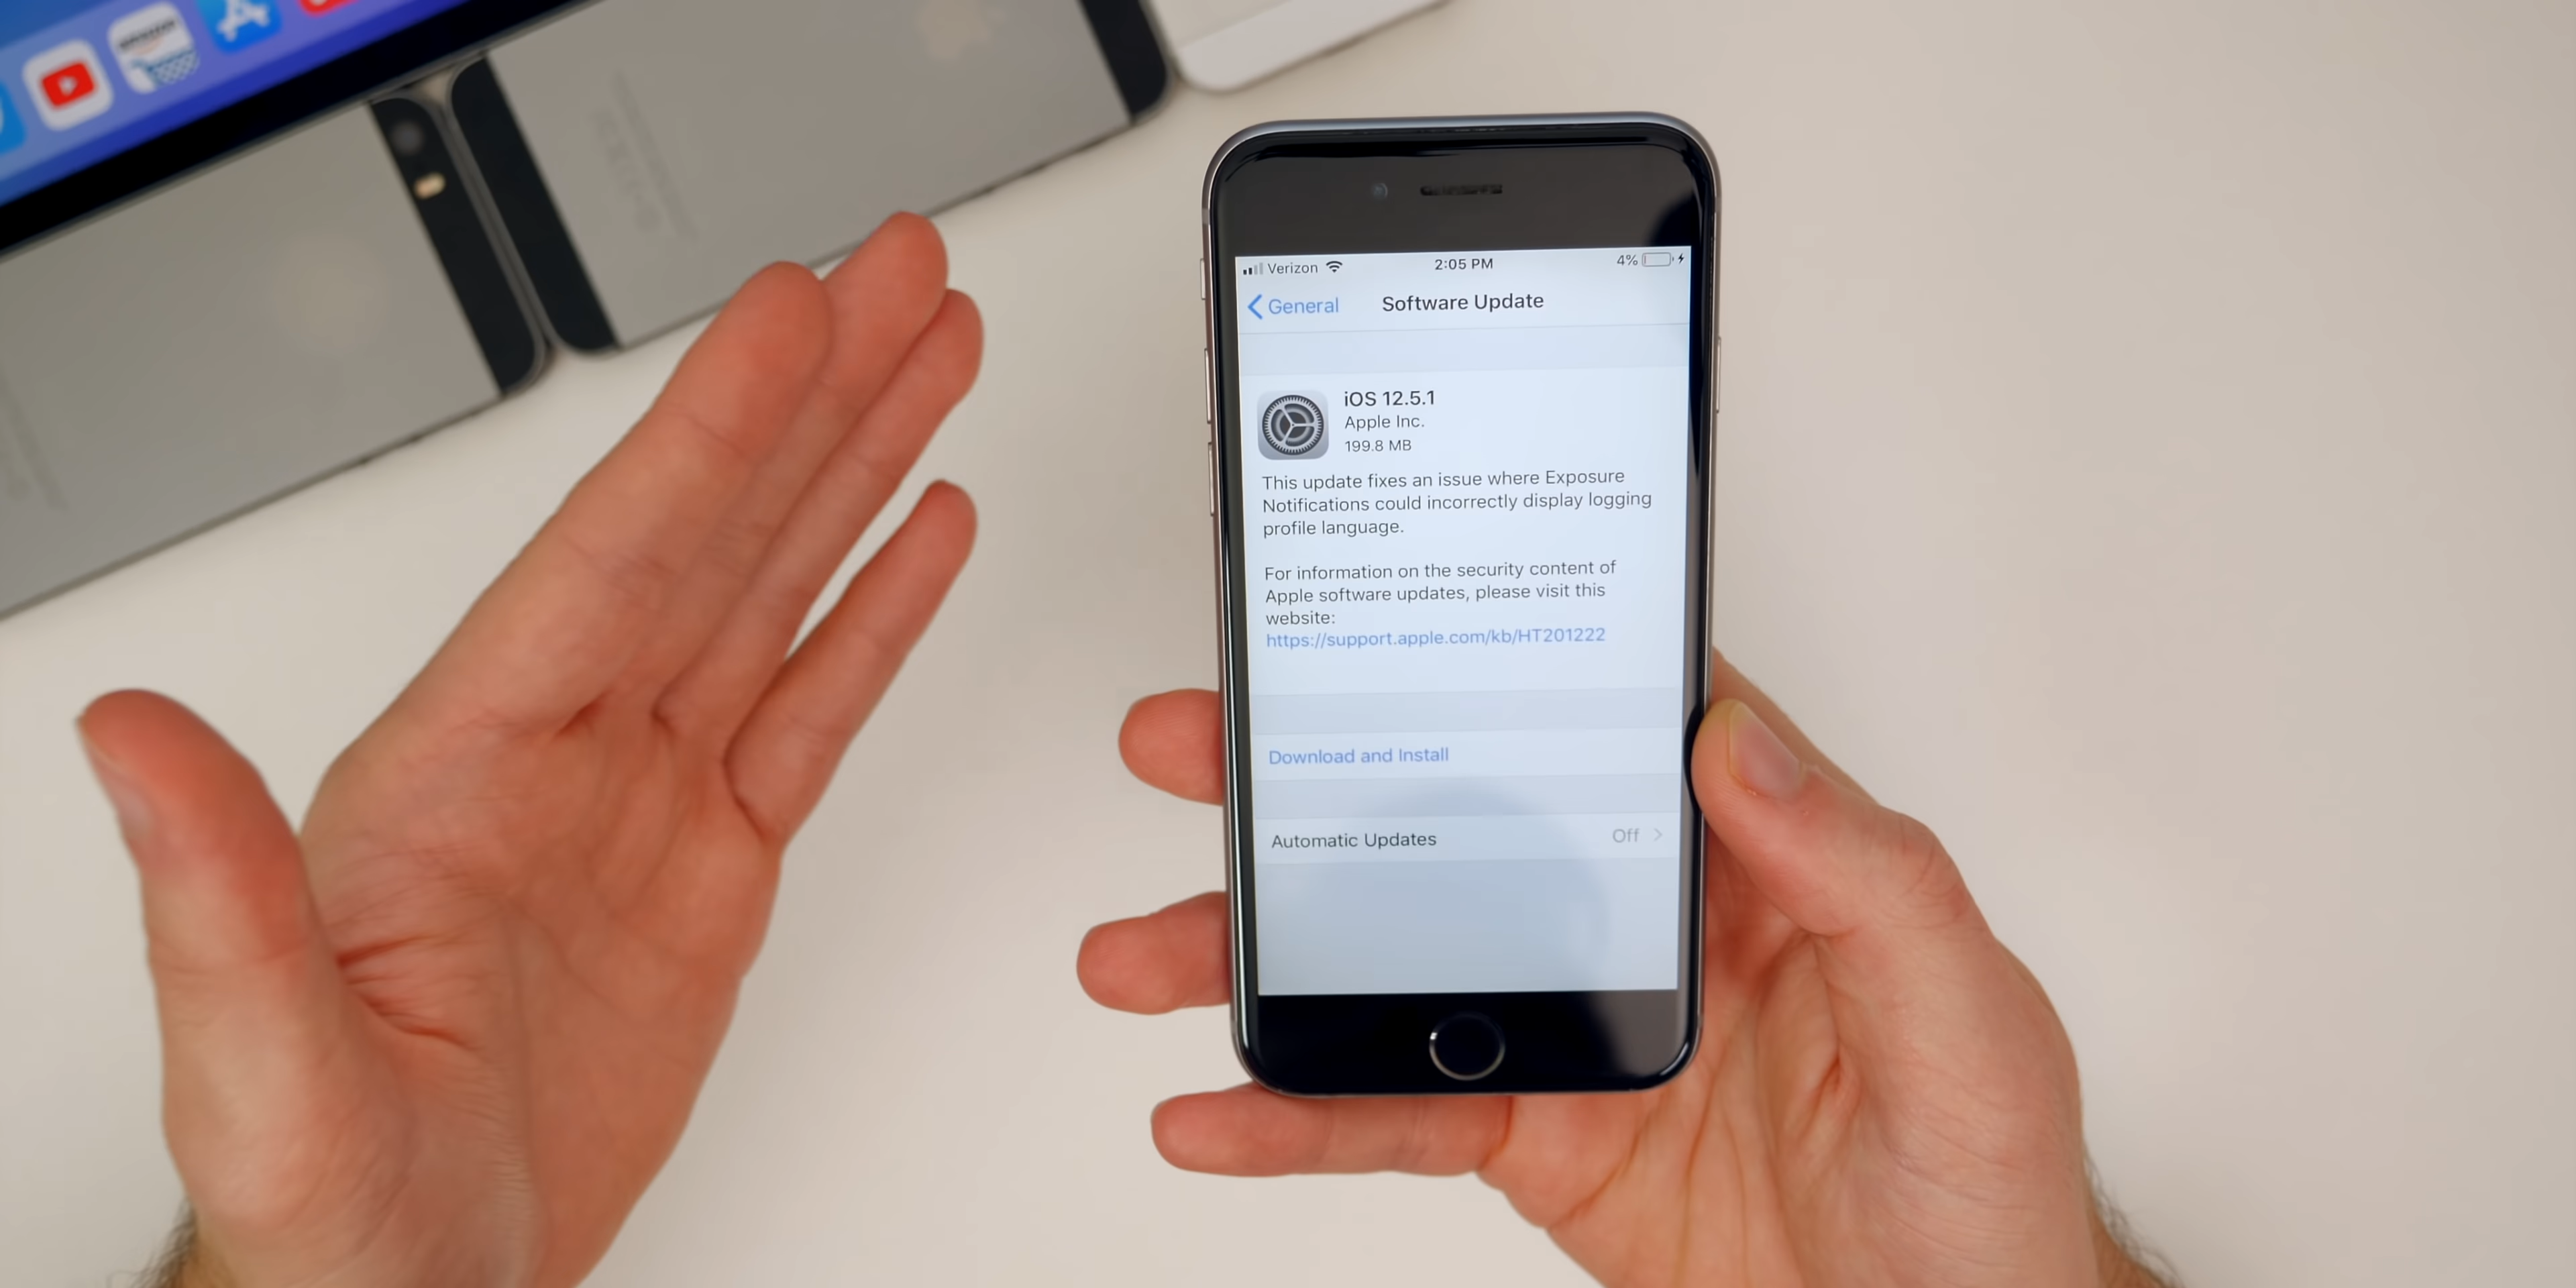 amazon
Verizon 2:05 PM 4%
General Software Update
iOS 12.5.1
Apple Inc.
199.8 MB
This update fixes an issue where Exposure
Notifications could incorrectly display logging
profile language.
For information on the security content of
Apple software updates, please visit this
website:
https://support.apple.com/kb/HT201222
Download and Install
Automatic Updates Off